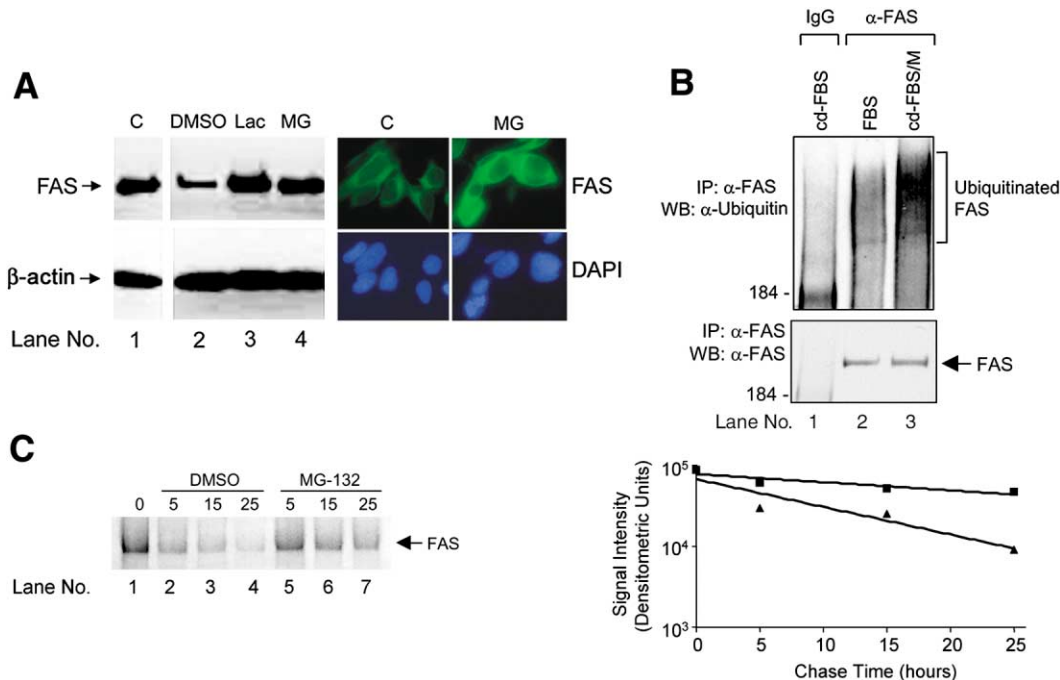 A
C DMSO Lac MG C MG
FAS
FAS
β-actin
DAPI
Lane No. 1 2 3 4
B
IgG α-FAS
cd-FBS FBS cd-FBS/M
IP: α-FAS
WB: α-Ubiquitin
Ubiquitinated
FAS
184 -
IP: α-FAS
WB: α-FAS
FAS
184 -
Lane No. 1 2 3
C
DMSO MG-132
0 5 15 25 5 15 25
FAS
Lane No. 1 2 3 4 5 6 7
Signal Intensity
(Densitometric Units)
10⁵
10⁴
10³
0 5 10 15 20 25
Chase Time (hours)